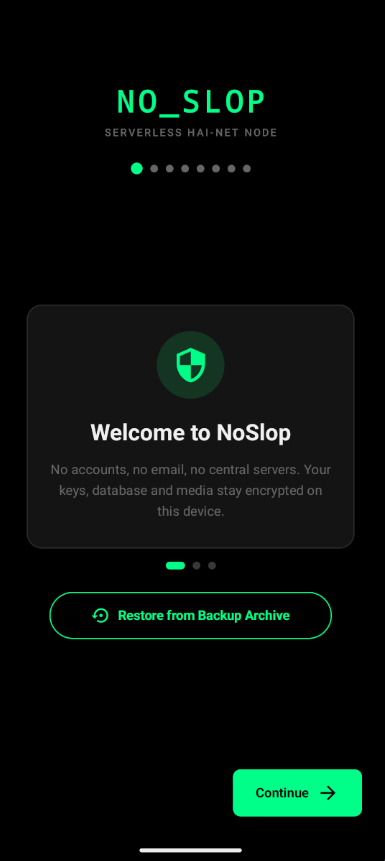 NO_SLOP
SERVERLESS HAI-NET NODE
Welcome to NoSlop
No accounts, no email, no central servers. Your
keys, database and media stay encrypted on
this device.
Restore from Backup Archive
Continue